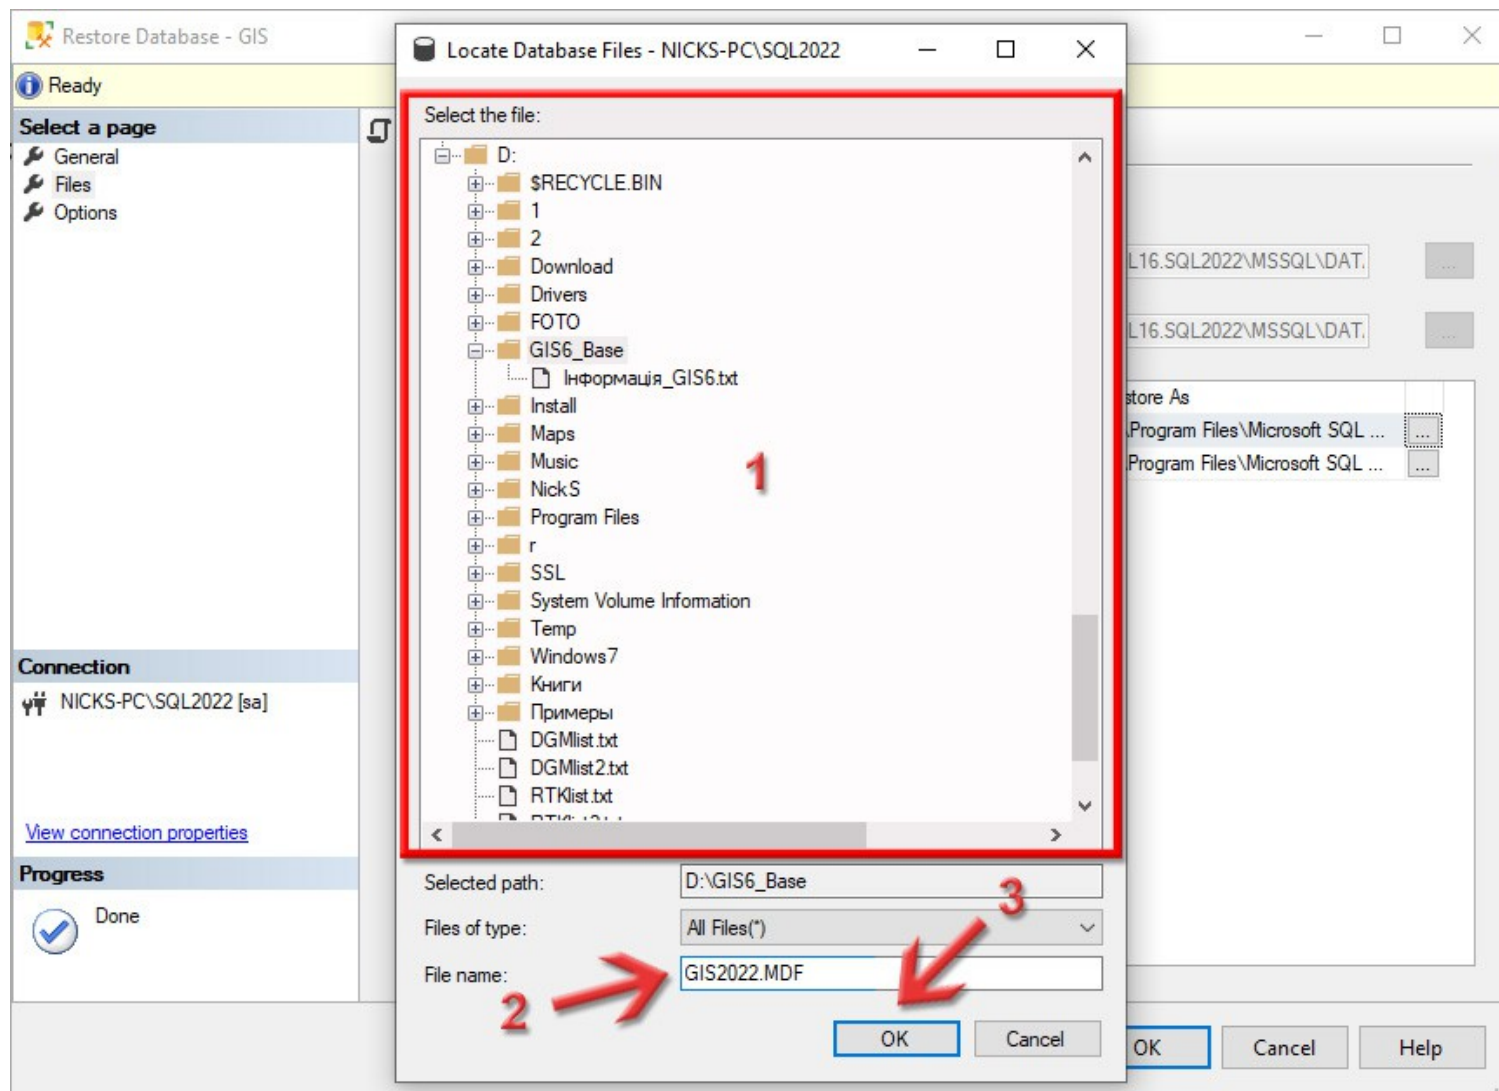 Restore Database - GIS
Ready
Select a page
General
Files
Options
Connection
NICKS-PC\SQL2022 [sa]
View connection properties
Progress
Done
Locate Database Files - NICKS-PC\SQL2022
Select the file:
D:
$RECYCLE.BIN
1
2
Download
Drivers
FOTO
GIS6_Base
Інформація_GIS6.txt
Install
Maps
Music
NickS
Program Files
r
SSL
System Volume Information
Temp
Windows7
Книги
Примеры
DGMlist.txt
DGMlist2.txt
RTKlist.txt
1
Selected path: D:\GIS6_Base
3
Files of type: All Files(*)
File name: GIS2022.MDF
2
OK Cancel
L16.SQL2022\MSSQL\DAT. ...
L16.SQL2022\MSSQL\DAT. ...
store As
\Program Files\Microsoft SQL ... ...
\Program Files\Microsoft SQL ... ...
OK Cancel Help